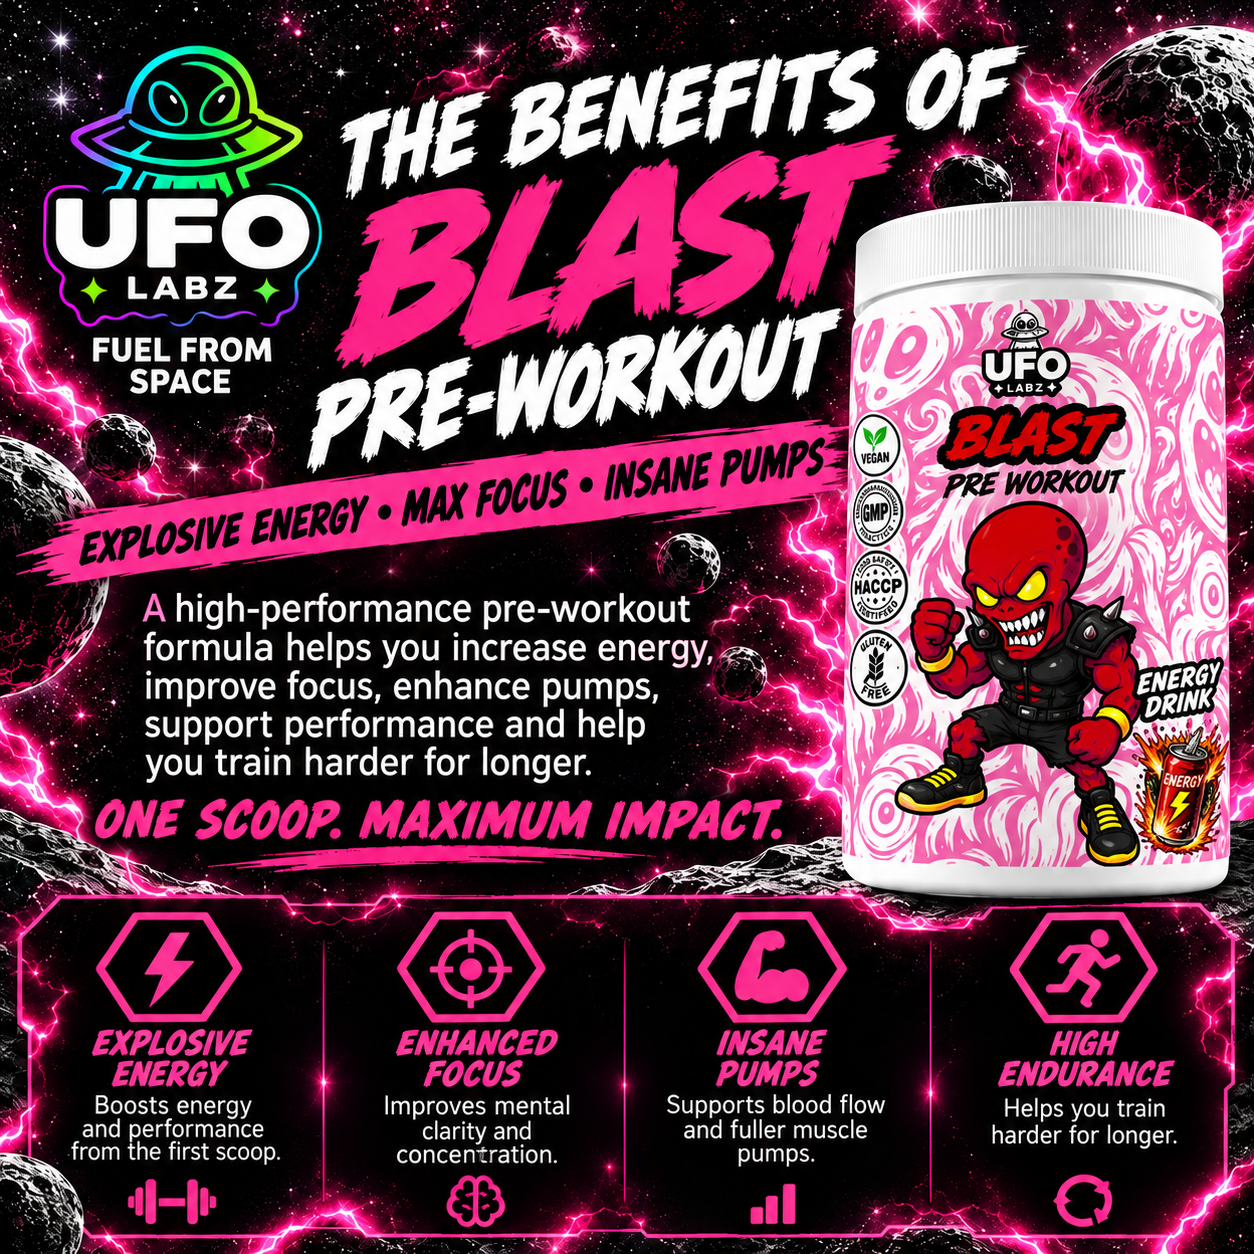 UFO
LABZ
FUEL FROM
SPACE
THE BENEFITS OF
BLAST
PRE-WORKOUT
EXPLOSIVE ENERGY • MAX FOCUS • INSANE PUMPS
A high-performance pre-workout
formula helps you increase energy,
improve focus, enhance pumps,
support performance and help
you train harder for longer.
ONE SCOOP. MAXIMUM IMPACT.
UFO
LABZ
BLAST
PRE WORKOUT
VEGAN
GMP
HACCP
GLUTEN
FREE
ENERGY
DRINK
ENERGY
EXPLOSIVE
ENERGY
Boosts energy
and performance
from the first scoop.
ENHANCED
FOCUS
Improves mental
clarity and
concentration.
INSANE
PUMPS
Supports blood flow
and fuller muscle
pumps.
HIGH
ENDURANCE
Helps you train
harder for longer.